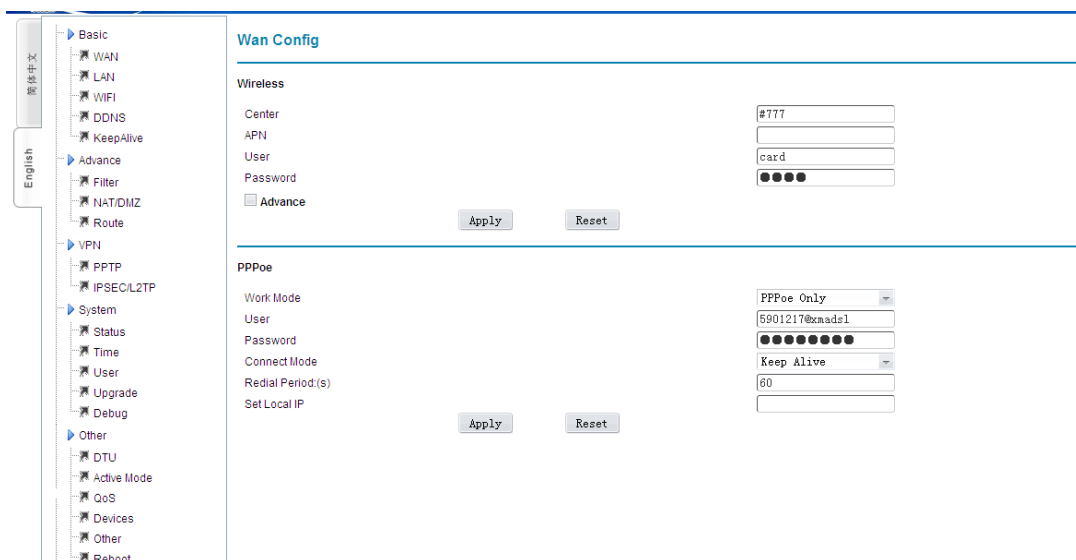 简体中文
English
Basic
WAN
LAN
WIFI
DDNS
KeepAlive
Advance
Filter
NAT/DMZ
Route
VPN
PPTP
IPSEC/L2TP
System
Status
Time
User
Upgrade
Debug
Other
DTU
Active Mode
QoS
Devices
Other
Reboot
Wan Config
Wireless
Center #777
APN
User card
Password ●●●●
Advance
Apply Reset
PPPoe
Work Mode PPPoe Only
User 5901217@xmadsl
Password ●●●●●●●●
Connect Mode Keep Alive
Redial Period:(s) 60
Set Local IP
Apply Reset